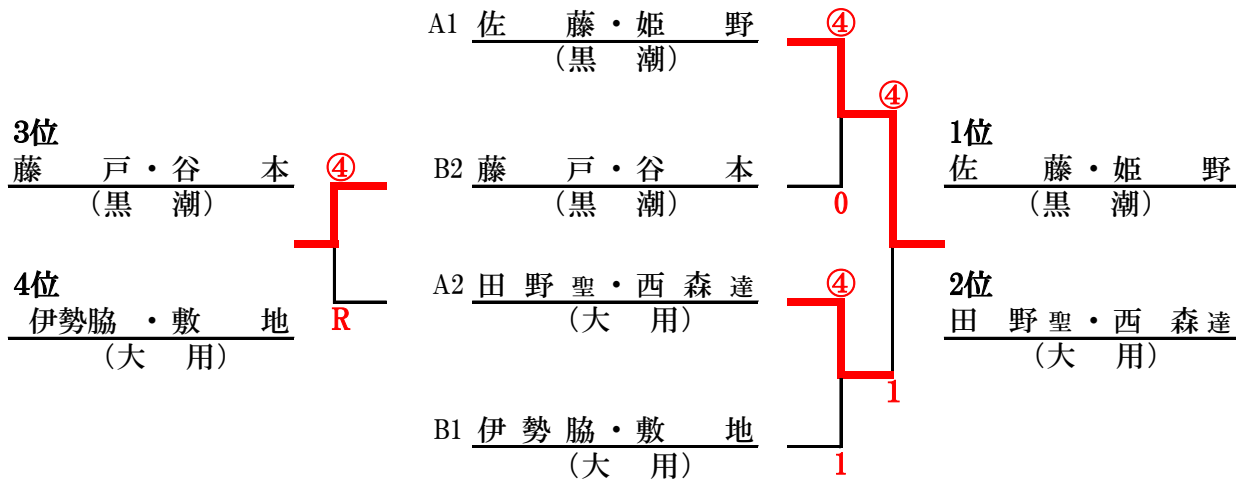 A1 佐藤・姫野
(黒潮)
④
④
3位
藤戸・谷本
(黒潮)
④
B2 藤戸・谷本
(黒潮)
0
1位
佐藤・姫野
(黒潮)
4位
伊勢脇・敷地
(大用)
R
A2 田野聖・西森達
(大用)
④
2位
田野聖・西森達
(大用)
1
B1 伊勢脇・敷地
(大用)
1